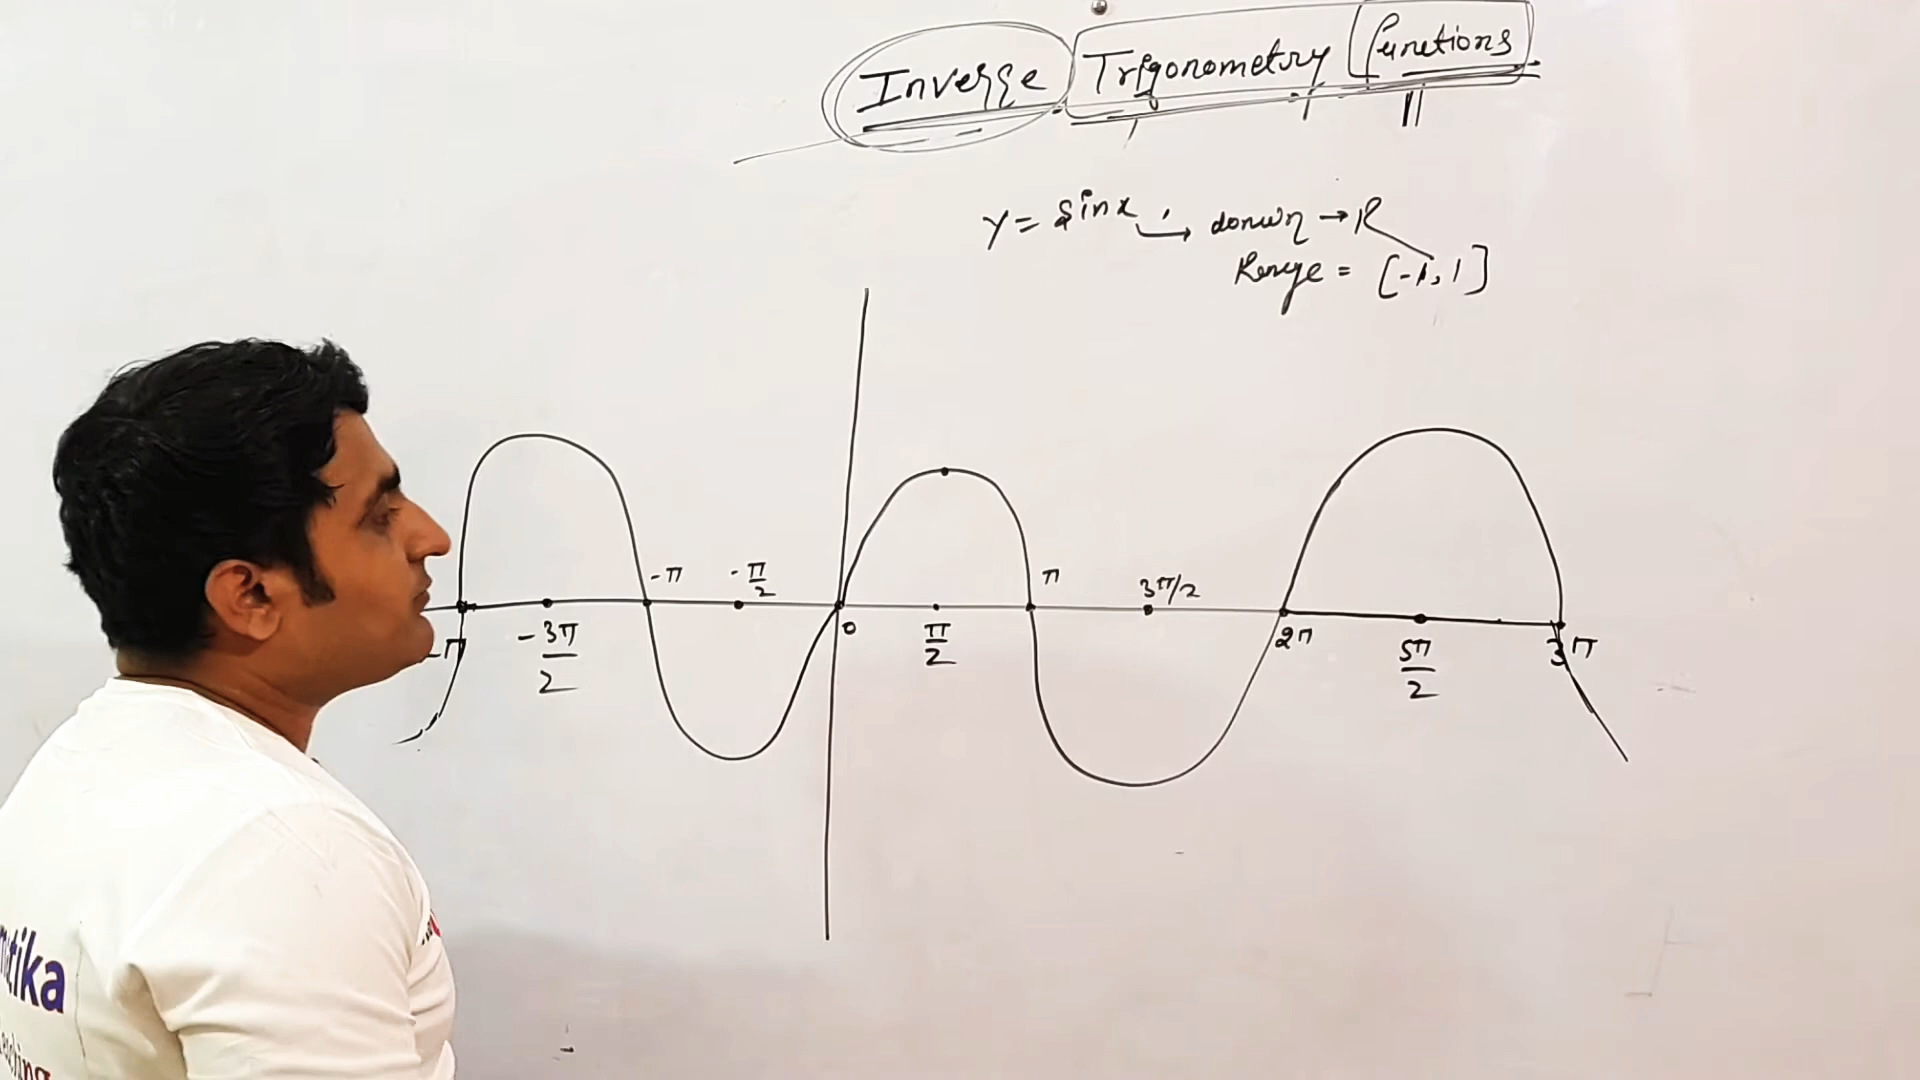 Inverse Trigonometry functions
y = sinx → domain → R
Range = [-1, 1]
-π
-π/2
π
3π/2
-3π/2
0
π/2
2π
5π/2
3π
tika